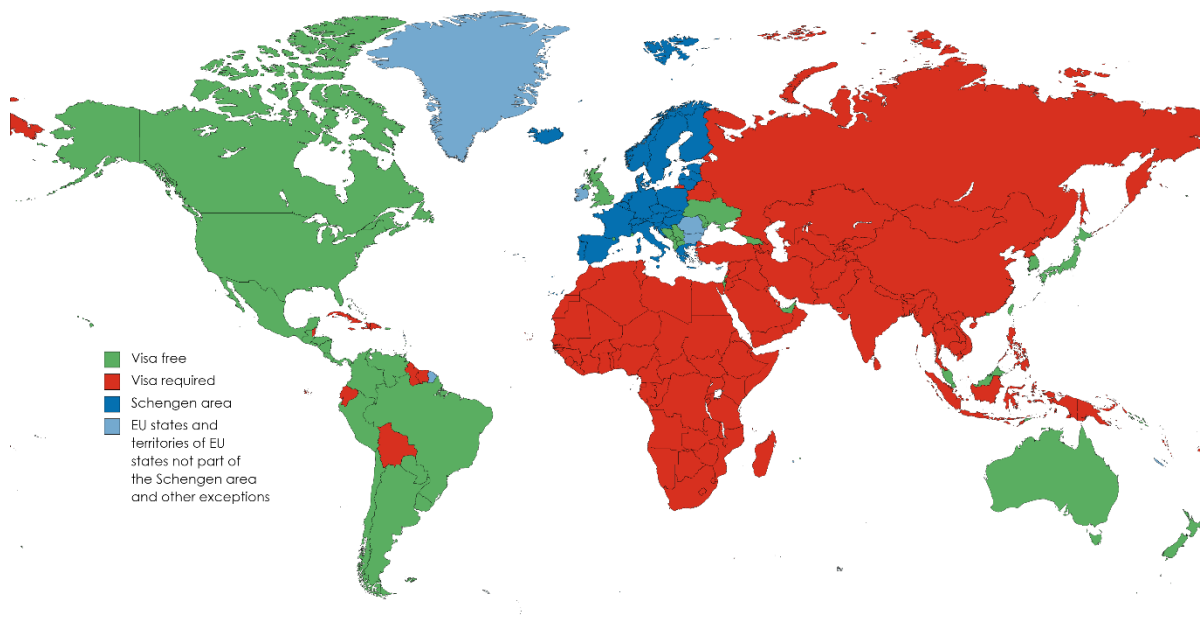 Visa free
Visa required
Schengen area
EU states and
territories of EU
states not part of
the Schengen area
and other exceptions